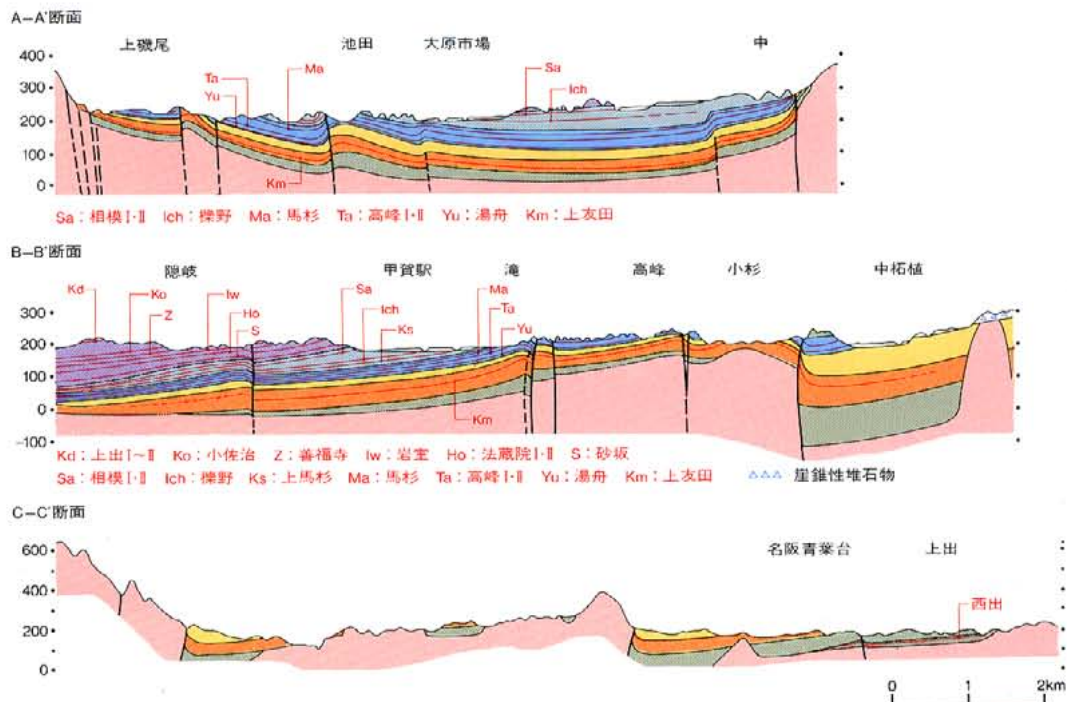 A−A'断面
上磯尾 池田 大原市場 中
400
300
200
100
0
Ta
Yu
Ma
Sa
Ich
Km
Sa：相模Ⅰ・Ⅱ Ich：櫟野 Ma：馬杉 Ta：高峰Ⅰ・Ⅱ Yu：湯舟 Km：上友田
B−B'断面
隠岐 甲賀駅 滝 高峰 小杉 中柘植
300
200
100
0
−100
Kd
Ko
Z
Iw
Ho
S
Sa
Ich
Ks
Ma
Ta
Yu
Km
Kd：上出Ⅰ〜Ⅱ Ko：小佐治 Z：善福寺 Iw：岩室 Ho：法蔵院Ⅰ・Ⅱ S：砂坂
Sa：相模Ⅰ・Ⅱ Ich：櫟野 Ks：上馬杉 Ma：馬杉 Ta：高峰Ⅰ・Ⅱ Yu：湯舟 Km：上友田 崖錐性堆石物
C−C'断面
名阪青葉台 上出
600
400
200
0
西出
0 1 2km